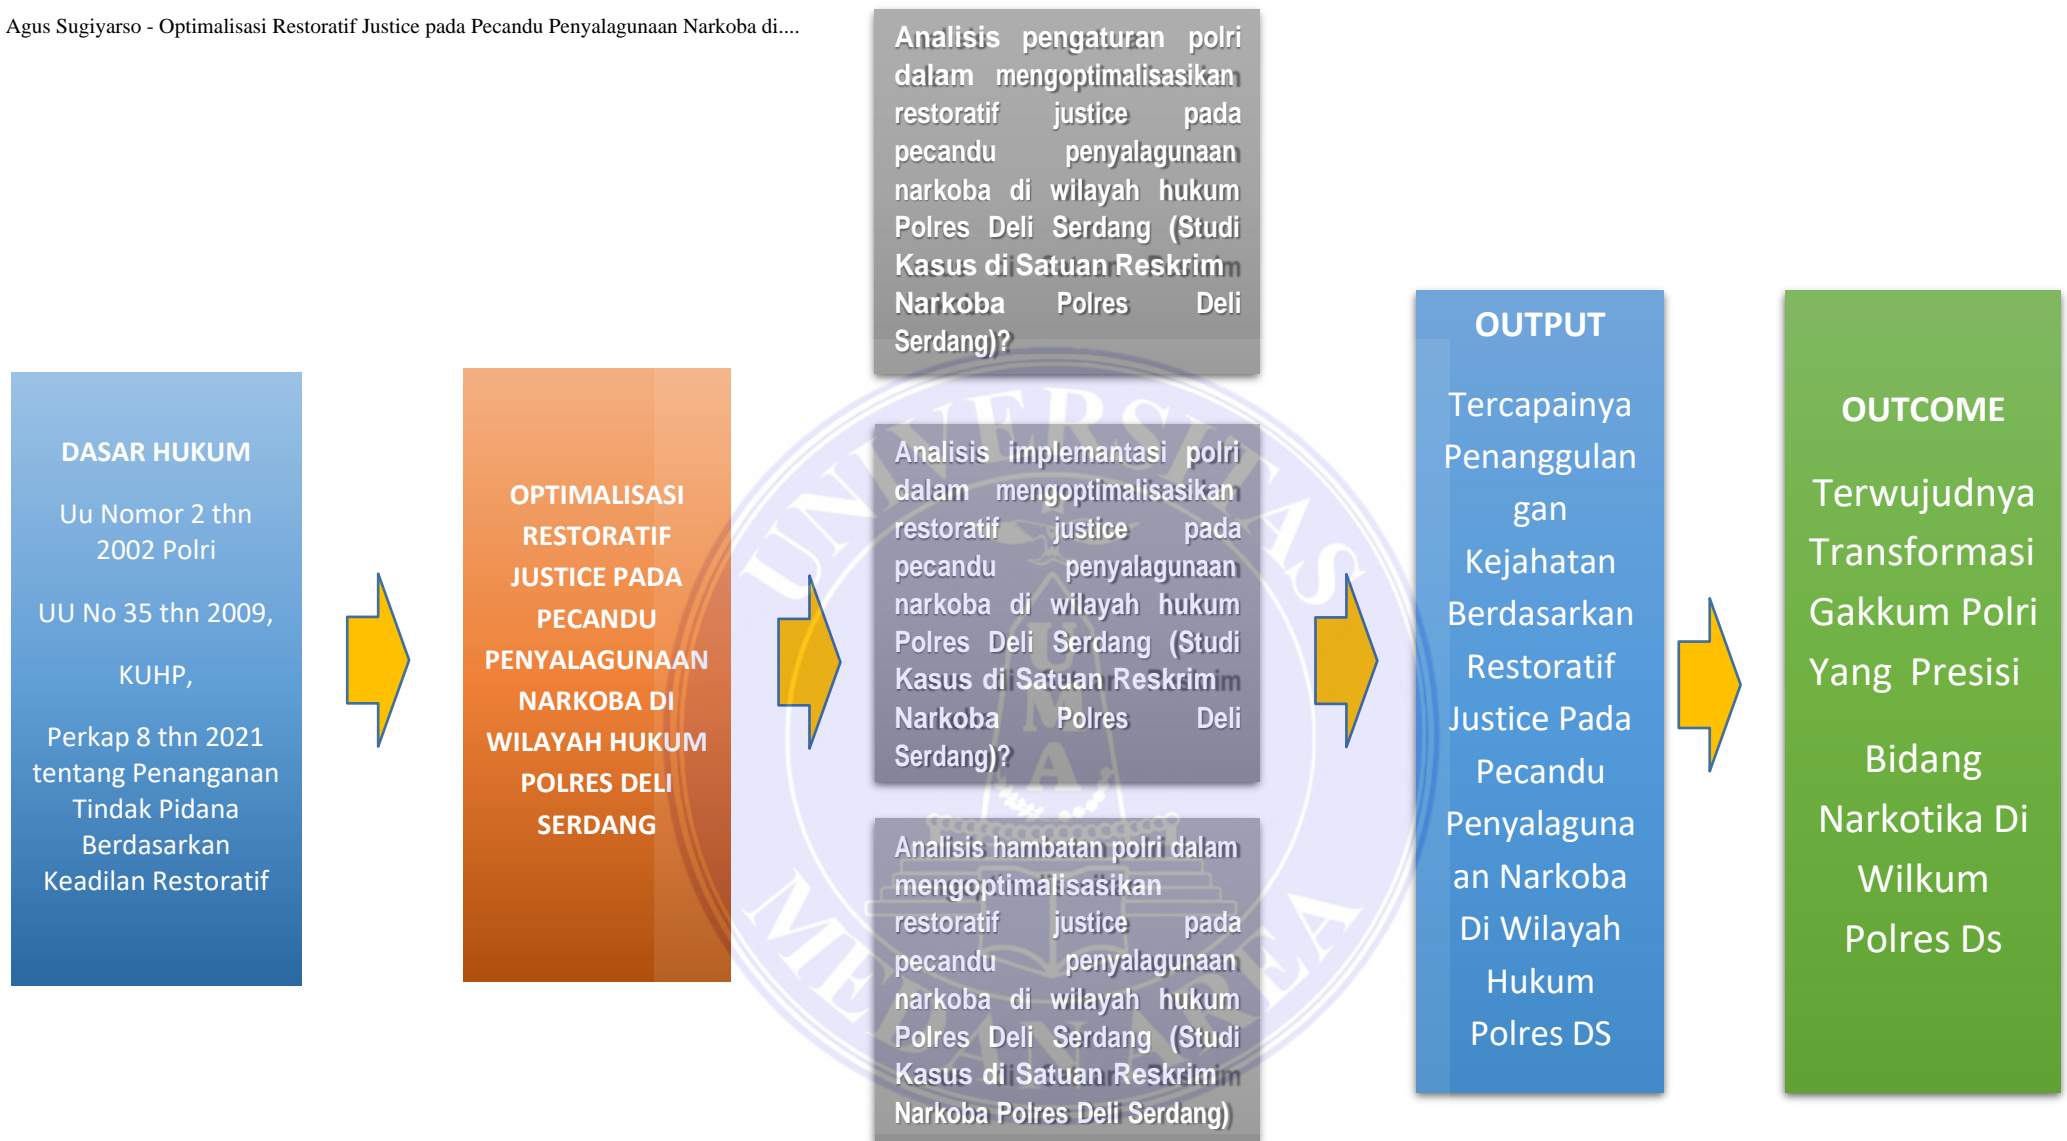 Agus Sugiyarso - Optimalisasi Restoratif Justice pada Pecandu Penyalagunaan Narkoba di....
DASAR HUKUM
Uu Nomor 2 thn
2002 Polri
UU No 35 thn 2009,
KUHP,
Perkap 8 thn 2021
tentang Penanganan
Tindak Pidana
Berdasarkan
Keadilan Restoratif
OPTIMALISASI
RESTORATIF
JUSTICE PADA
PECANDU
PENYALAGUNAAN
NARKOBA DI
WILAYAH HUKUM
POLRES DELI
SERDANG
Analisis pengaturan polri
dalam mengoptimalisasikan
restoratif justice pada
pecandu penyalagunaan
narkoba di wilayah hukum
Polres Deli Serdang (Studi
Kasus di Satuan Reskrim
Narkoba Polres Deli
Serdang)?
Analisis implemantasi polri
dalam mengoptimalisasikan
restoratif justice pada
pecandu penyalagunaan
narkoba di wilayah hukum
Polres Deli Serdang (Studi
Kasus di Satuan Reskrim
Narkoba Polres Deli
Serdang)?
Analisis hambatan polri dalam
mengoptimalisasikan
restoratif justice pada
pecandu penyalagunaan
narkoba di wilayah hukum
Polres Deli Serdang (Studi
Kasus di Satuan Reskrim
Narkoba Polres Deli Serdang)
OUTPUT
Tercapainya
Penanggulan
gan
Kejahatan
Berdasarkan
Restoratif
Justice Pada
Pecandu
Penyalaguna
an Narkoba
Di Wilayah
Hukum
Polres DS
OUTCOME
Terwujudnya
Transformasi
Gakkum Polri
Yang Presisi
Bidang
Narkotika Di
Wilkum
Polres Ds
UNIVERSITAS
MEDAN AREA
U
M
A